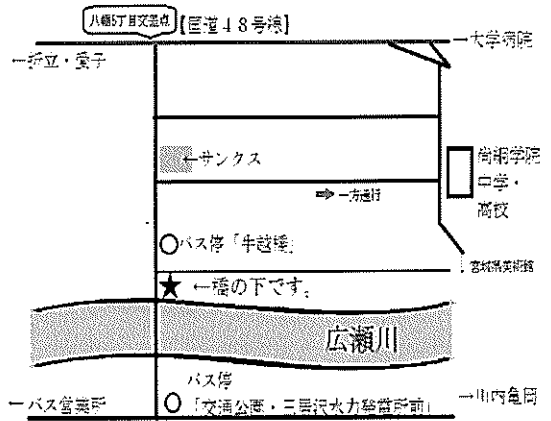 八幡5丁目交差点
【国道48号線】
→大学病院
←折立・愛子
←サンクス
尚絅学院
中学・
高校
一方通行
バス停「牛越橋」
宮城県美術館
★←橋の下です。
広瀬川
バス停
「交通公園・三居沢水力発電所前」
←バス営業所
→川内亀岡